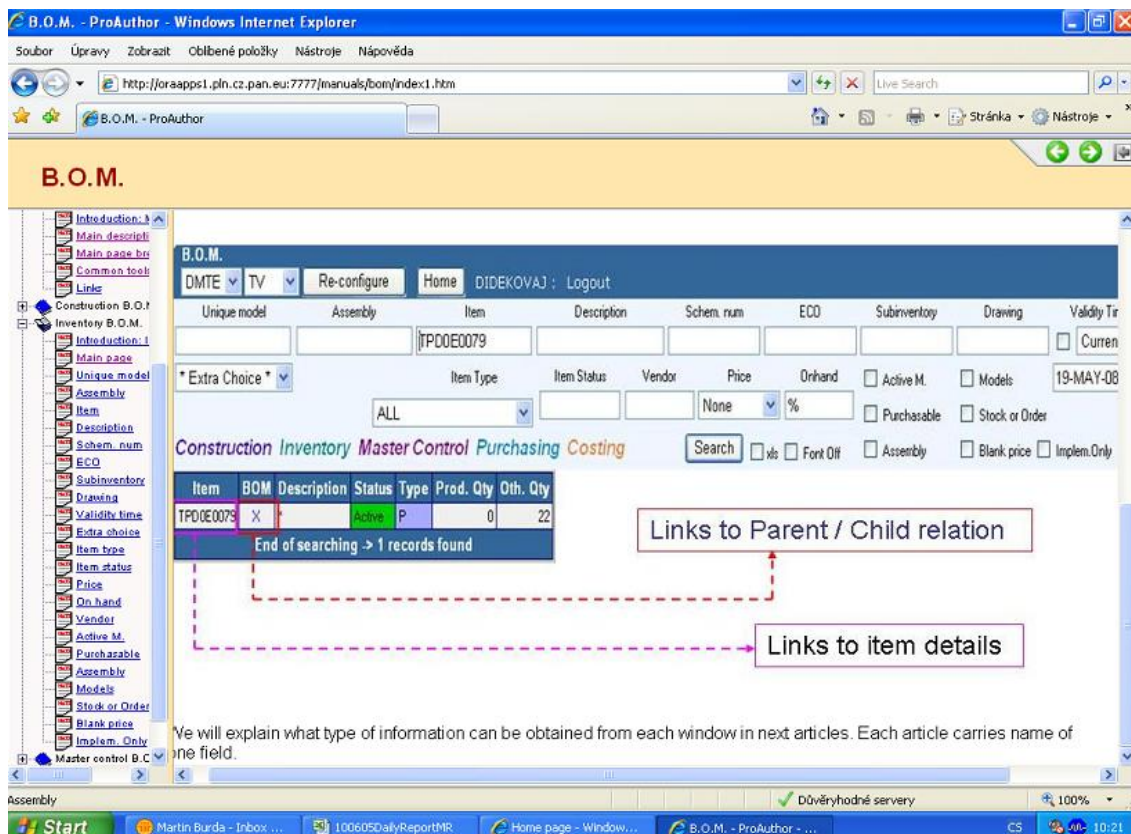 B.O.M. - ProAuthor - Windows Internet Explorer
Soubor Úpravy Zobrazit Oblíbené položky Nástroje Nápověda
http://oraapps1.pln.cz.pan.eu:7777/manuals/bom/index1.htm Live Search
B.O.M. - ProAuthor Stránka Nástroje
B.O.M.
Introduction: M
Main descripti
Main page bre
Common tools
Links
Construction B.O.M
Inventory B.O.M.
Introduction: I
Main page
Unique model
Assembly
Item
Description
Schem. num
ECO
Subinventory
Drawing
Validity time
Extra choice
Item type
Item status
Price
On hand
Vendor
Active M.
Purchasable
Assembly
Models
Stock or Order
Blank price
Implem. Only
Master control B.O
B.O.M.
DMTE TV Re-configure Home DIDEKOVAJ : Logout
Unique model Assembly Item Description Schem. num ECO Subinventory Drawing Validity Tir
TPD0E0079 Curren
* Extra Choice * Item Type Item Status Vendor Price Onhand Active M. Models 19-MAY-08
ALL None % Purchasable Stock or Order
Construction Inventory Master Control Purchasing Costing Search xls Font Off Assembly Blank price Implem.Only
Item BOM Description Status Type Prod. Qty Oth. Qty
TPD0E0079 X * Active P 0 22
End of searching -> 1 records found
Links to Parent / Child relation
Links to item details
We will explain what type of information can be obtained from each window in next articles. Each article carries name of
one field.
Assembly Důvěryhodné servery 100%
Start Martin Burda - Inbox ... 100605DailyReportMR Home page - Window... B.O.M. - ProAuthor - ... CS 10:21